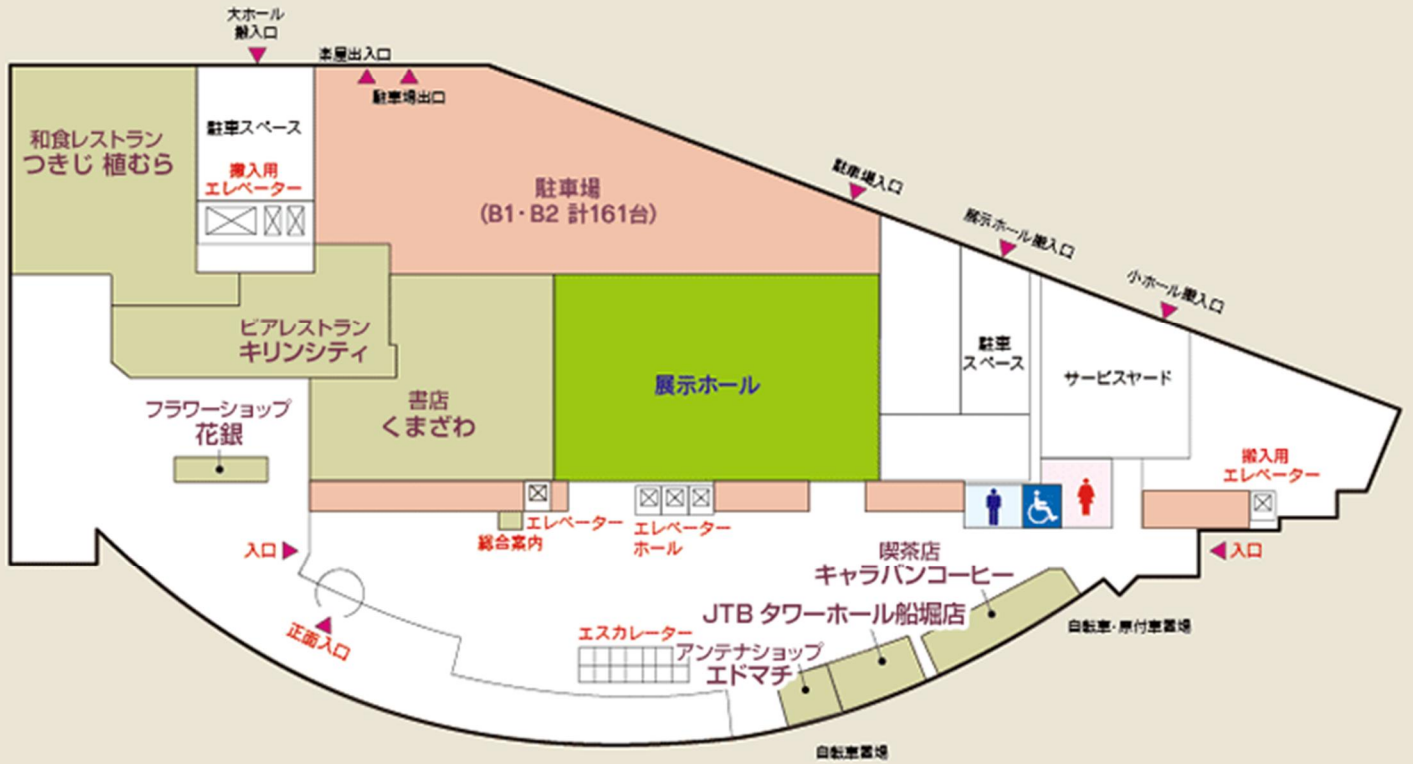 大ホール
搬入口
楽屋出入口
駐車場出口
和食レストラン
つきじ 植むら
駐車スペース
搬入用
エレベーター
駐車場
(B1・B2 計161台)
駐車場入口
展示ホール搬入口
小ホール搬入口
ビアレストラン
キリンシティ
展示ホール
駐車
スペース
サービスヤード
フラワーショップ
花銀
書店
くまざわ
搬入用
エレベーター
エレベーター
総合案内
エレベーター
ホール
入口
入口
正面入口
喫茶店
キャラバンコーヒー
JTB タワーホール船堀店
エスカレーター
アンテナショップ
エドマチ
自転車・原付車置場
自転車置場